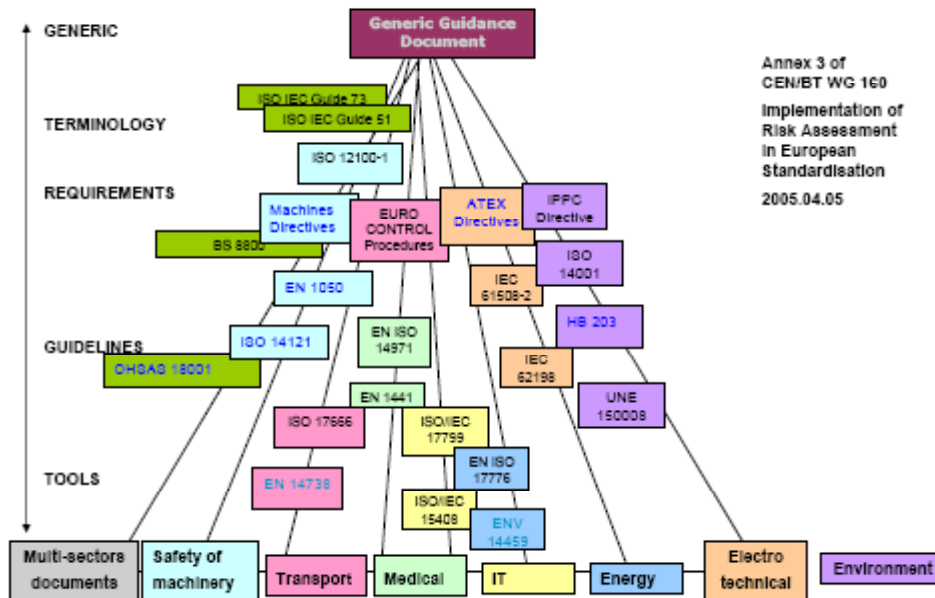 GENERIC
Generic Guidance
Document
Annex 3 of
CEN/BT WG 160
Implementation of
Risk Assessment
in European
Standardisation
2005.04.05
ISO IEC Guide 73
ISO IEC Guide 51
TERMINOLOGY
ISO 12100-1
REQUIREMENTS
Machines
Directives
EURO
CONTROL
Procedures
ATEX
Directives
IPPC
Directive
BS 8800
ISO
14001
EN 1050
IEC
61508-2
HB 203
GUIDELINES
ISO 14121
EN ISO
14971
OHSAS 18001
IEC
62198
EN 1441
UNE
150008
ISO 17666
ISO/IEC
17799
TOOLS
EN 14738
EN ISO
17776
ISO/IEC
15408
ENV
14459
Multi-sectors
documents
Safety of
machinery
Transport
Medical
IT
Energy
Electro
technical
Environment